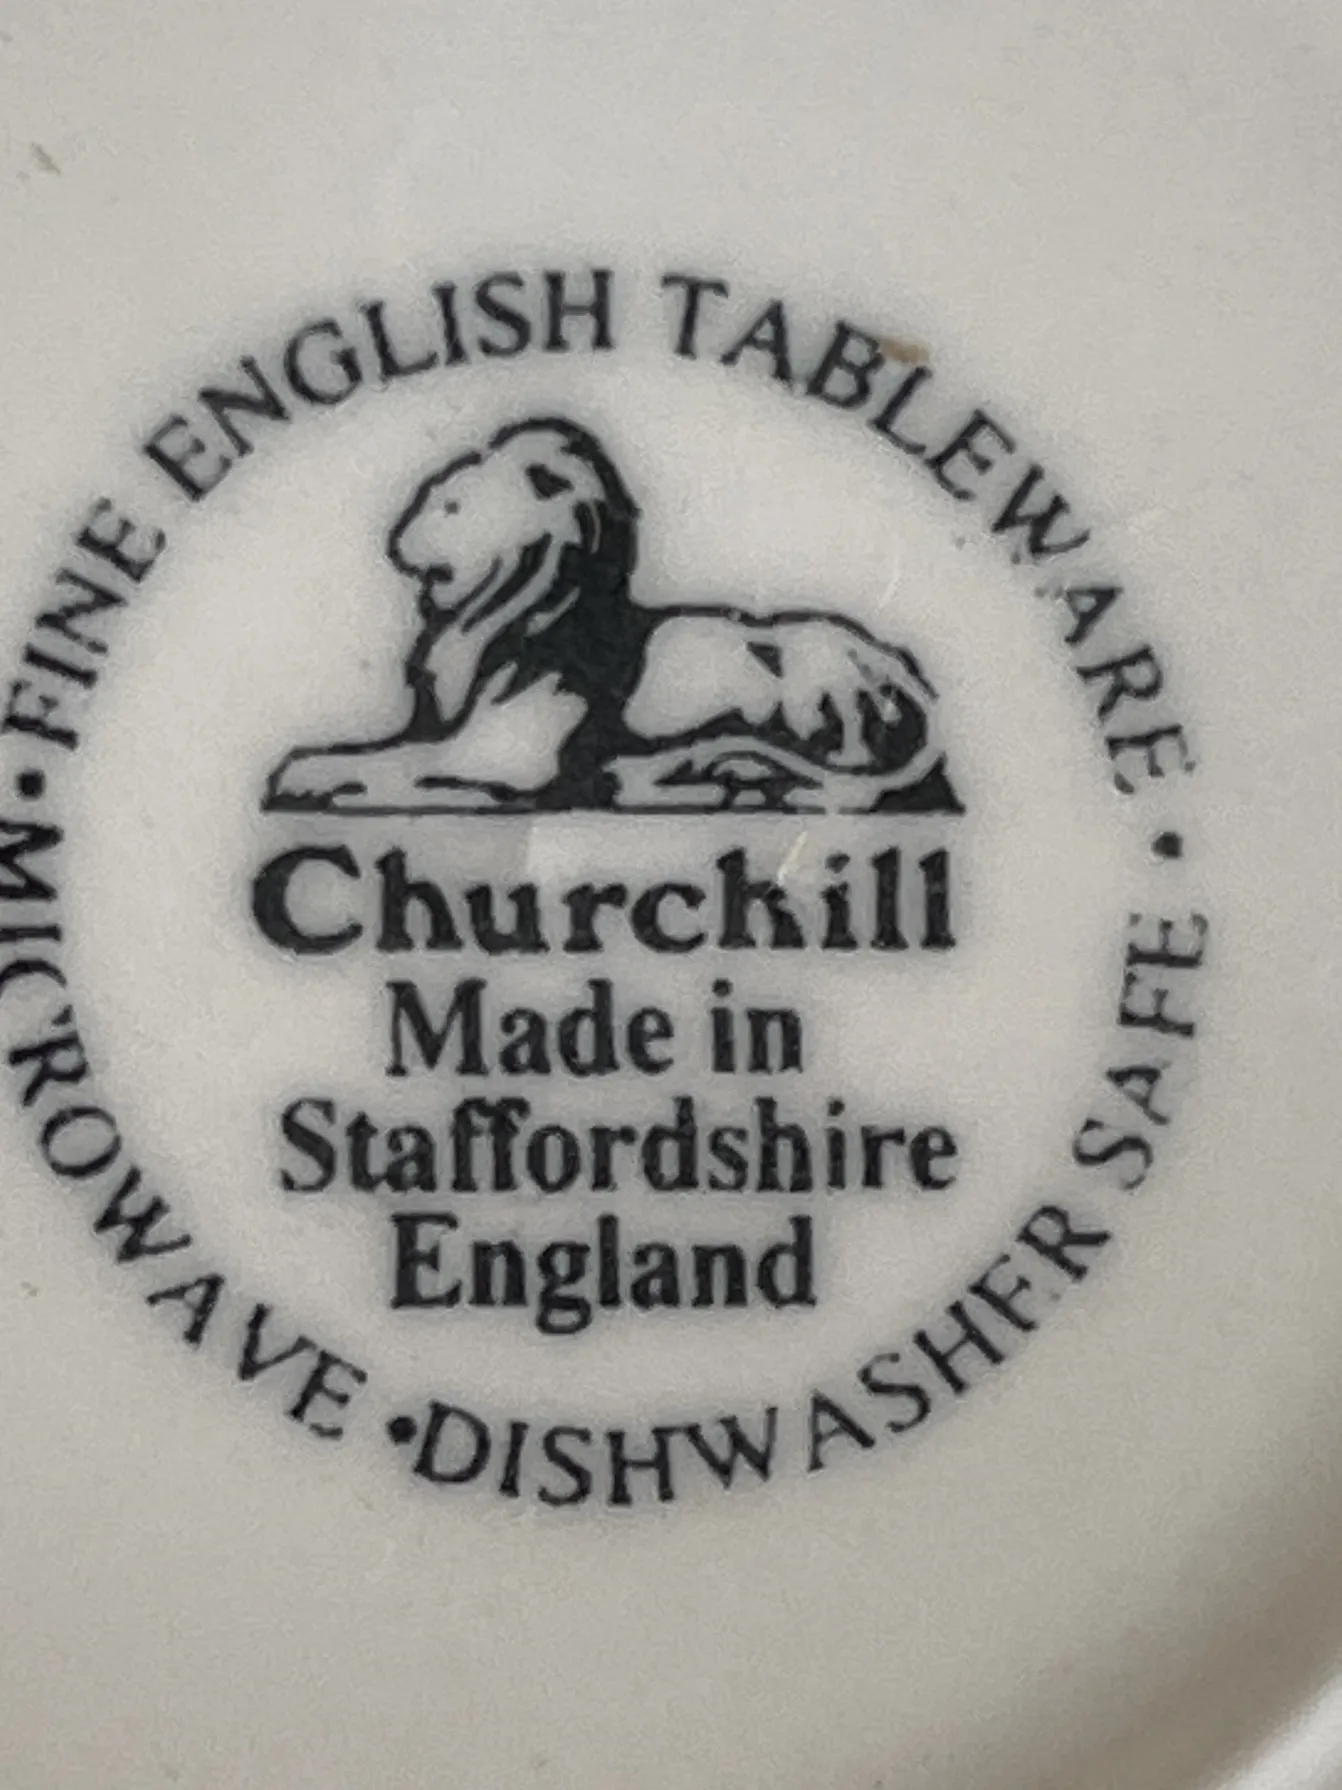 • FINE ENGLISH TABLEWARE •
Churchill
Made in
Staffordshire
England
MICROWAVE • DISHWASHER SAFE